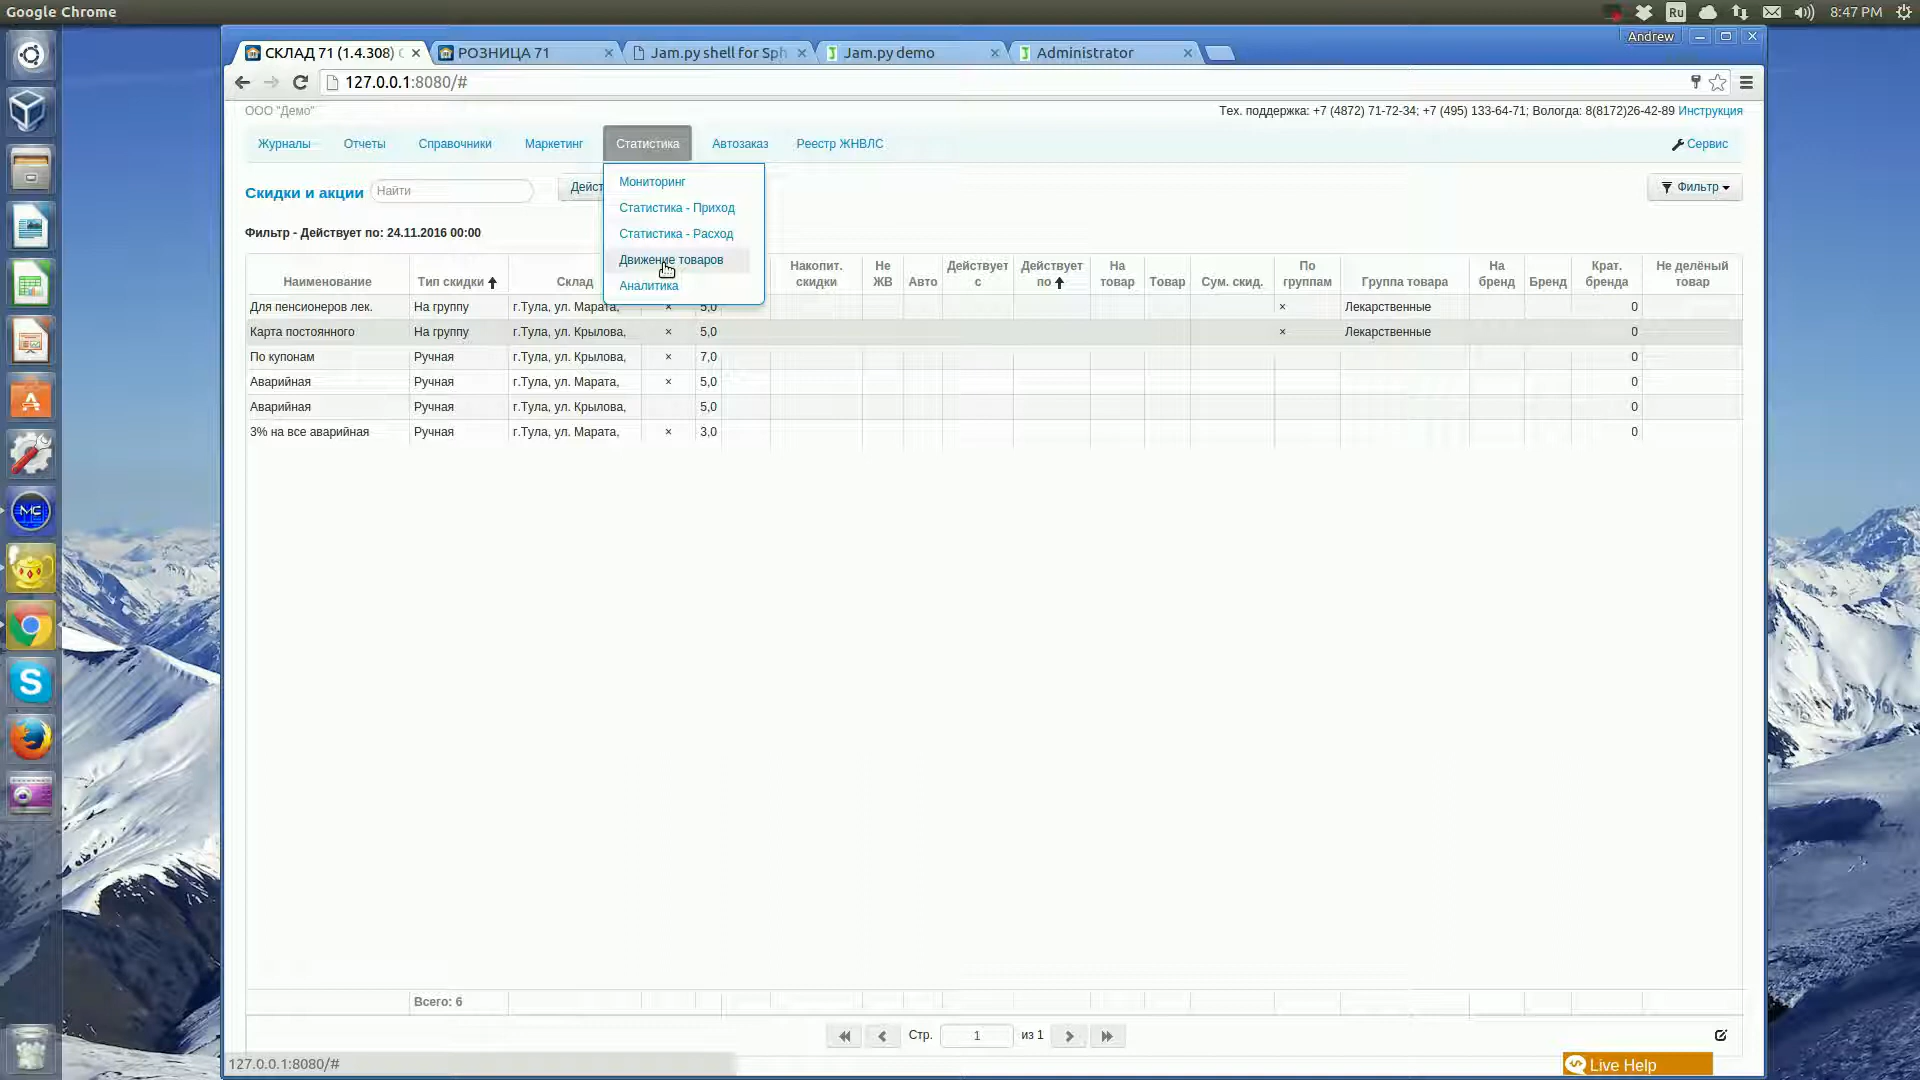 Google Chrome
Ru
8:47 PM
Andrew
СКЛАД 71 (1.4.308)
РОЗНИЦА 71
Jam.py shell for Sph
Jam.py demo
Administrator
127.0.0.1:8080/#
ООО "Демо"
Тех. поддержка: +7 (4872) 71-72-34; +7 (495) 133-64-71; Вологда: 8(8172)26-42-89 Инструкция
Журналы Отчеты Справочники Маркетинг Статистика Автозаказ Реестр ЖНВЛС Сервис
Мониторинг
Статистика - Приход
Статистика - Расход
Движение товаров
Аналитика
Скидки и акции Найти Дейст Фильтр
Фильтр - Действует по: 24.11.2016 00:00
Наименование Тип скидки Склад Накопит. скидки Не ЖВ Авто Действует с Действует по На товар Товар Сум. скид. По группам Группа товара На бренд Бренд Крат. бренда Не делёный товар
Для пенсионеров лек. На группу г.Тула, ул. Марата, × 5,0 × Лекарственные 0
Карта постоянного На группу г.Тула, ул. Крылова, × 5,0 × Лекарственные 0
По купонам Ручная г.Тула, ул. Крылова, × 7,0 0
Аварийная Ручная г.Тула, ул. Марата, × 5,0 0
Аварийная Ручная г.Тула, ул. Крылова, 5,0 0
3% на все аварийная Ручная г.Тула, ул. Марата, × 3,0 0
Всего: 6
Стр. 1 из 1
127.0.0.1:8080/#
Live Help